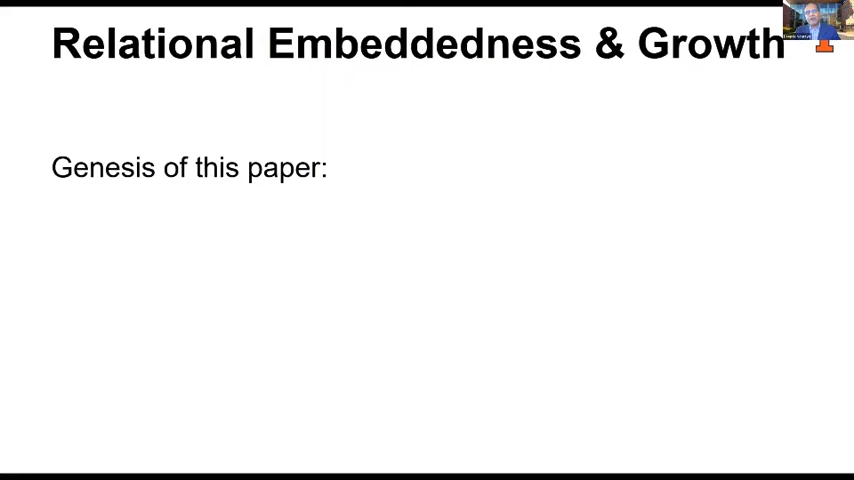 Relational Embeddedness & Growth
Genesis of this paper: